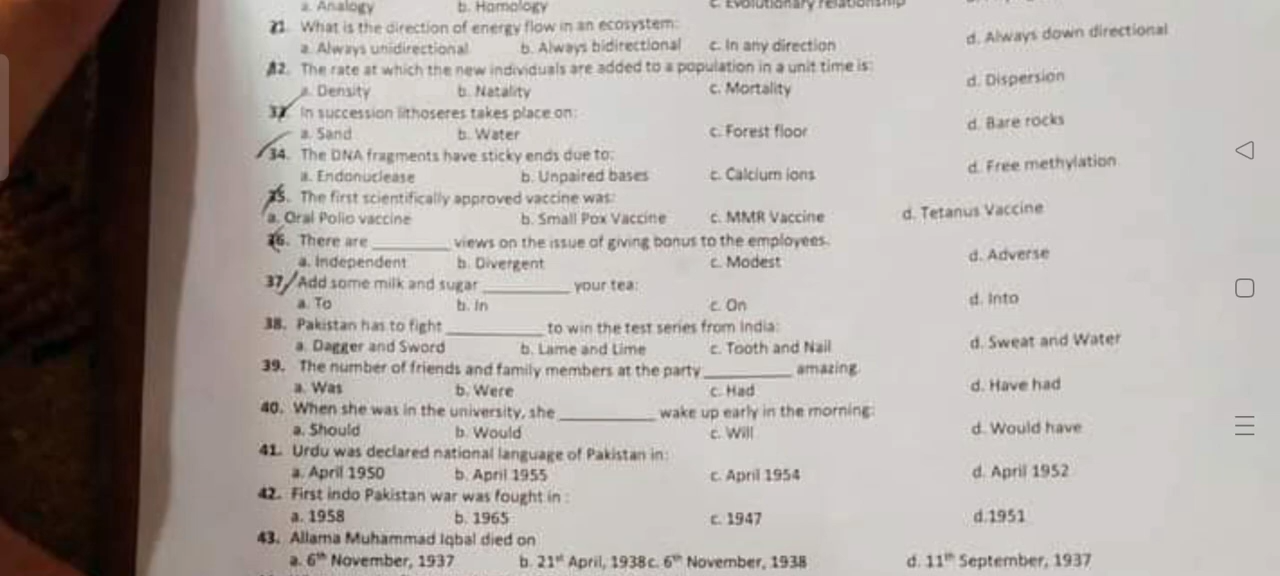 a. Analogy b. Homology c. Evolutionary relationship
21. What is the direction of energy flow in an ecosystem:
a. Always unidirectional b. Always bidirectional c. In any direction d. Always down directional
The rate at which the new individuals are added to a population in a unit time is:
a. Density b. Natality c. Mortality d. Dispersion
In succession lithoseres takes place on:
a. Sand b. Water c. Forest floor d. Bare rocks
34. The DNA fragments have sticky ends due to:
a. Endonuclease b. Unpaired bases c. Calcium ions d. Free methylation
The first scientifically approved vaccine was:
a. Oral Polio vaccine b. Small Pox Vaccine c. MMR Vaccine d. Tetanus Vaccine
There are ________ views on the issue of giving bonus to the employees.
a. Independent b. Divergent c. Modest d. Adverse
37. Add some milk and sugar ________ your tea:
a. To b. In c. On d. Into
38. Pakistan has to fight ________ to win the test series from India:
a. Dagger and Sword b. Lame and Lime c. Tooth and Nail d. Sweat and Water
39. The number of friends and family members at the party ________ amazing
a. Was b. Were c. Had d. Have had
40. When she was in the university, she ________ wake up early in the morning:
a. Should b. Would c. Will d. Would have
41. Urdu was declared national language of Pakistan in:
a. April 1950 b. April 1955 c. April 1954 d. April 1952
42. First indo Pakistan war was fought in :
a. 1958 b. 1965 c. 1947 d.1951
43. Allama Muhammad Iqbal died on
a. 6th November, 1937 b. 21st April, 1938c. 6th November, 1938 d. 11th September, 1937